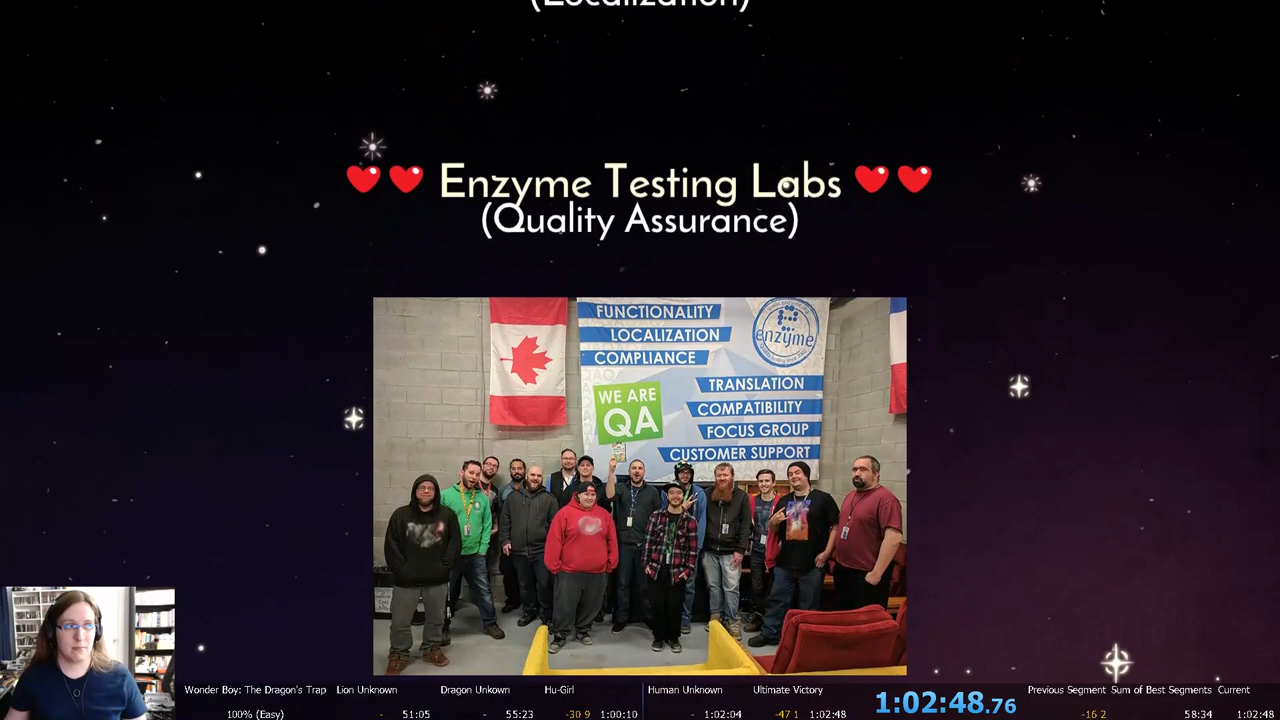 (Localization)
Enzyme Testing Labs
(Quality Assurance)
FUNCTIONALITY
LOCALIZATION
COMPLIANCE
enzyme
WE ARE
QA
TRANSLATION
COMPATIBILITY
FOCUS GROUP
CUSTOMER SUPPORT
Wonder Boy: The Dragon's Trap Lion Unknown Dragon Unkown Hu-Girl Human Unknown Ultimate Victory 1:02:48.76 Previous Segment Sum of Best Segments Current
100% (Easy) - 51:05 - 55:23 -30 9 1:00:10 - 1:02:04 -47 1 1:02:48 -16 2 58:34 1:02:48